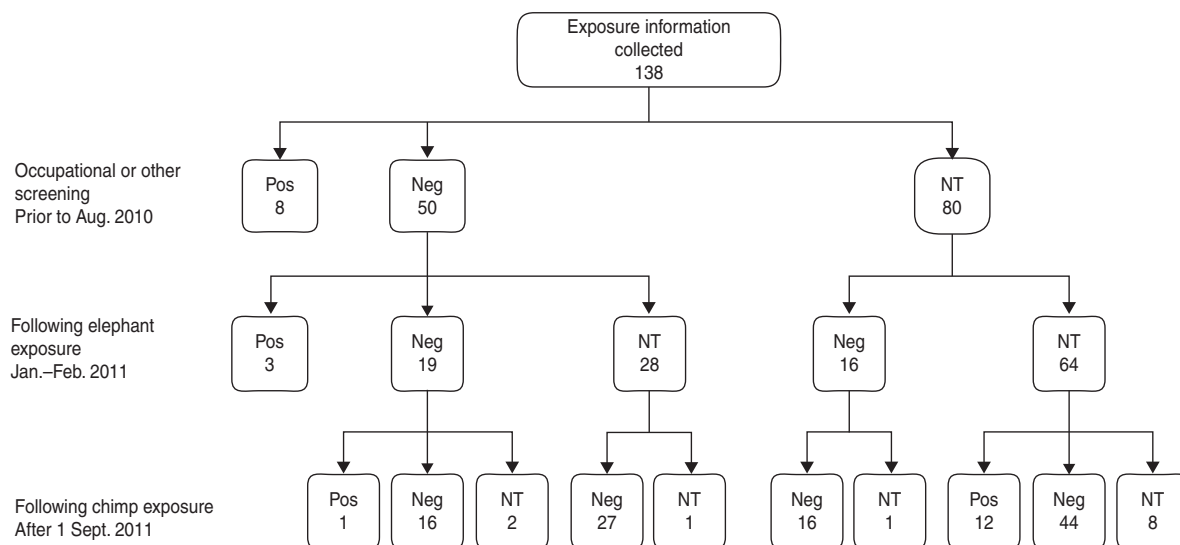 Exposure information
collected
138
Occupational or other
screening
Prior to Aug. 2010
Pos
8
Neg
50
NT
80
Following elephant
exposure
Jan.–Feb. 2011
Pos
3
Neg
19
NT
28
Neg
16
NT
64
Following chimp exposure
After 1 Sept. 2011
Pos
1
Neg
16
NT
2
Neg
27
NT
1
Neg
16
NT
1
Pos
12
Neg
44
NT
8